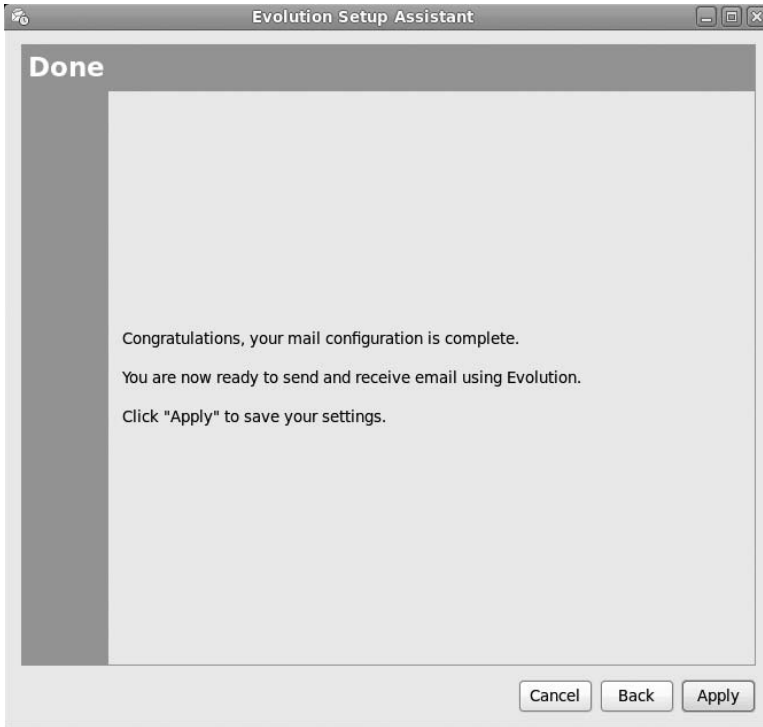 Evolution Setup Assistant
Done
Congratulations, your mail configuration is complete.
You are now ready to send and receive email using Evolution.
Click "Apply" to save your settings.
Cancel Back Apply